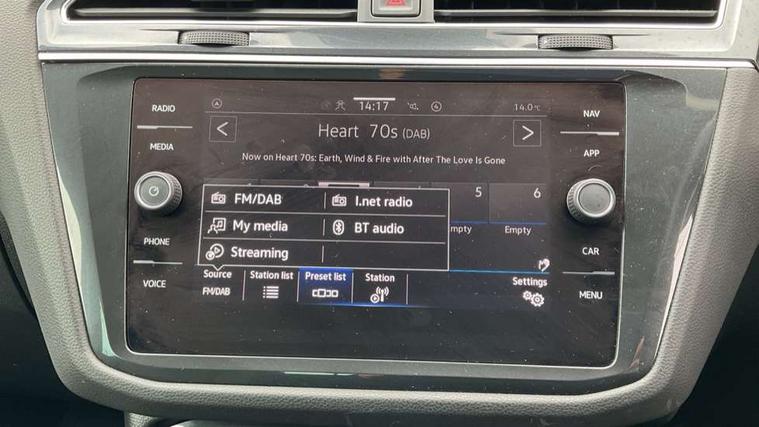 RADIO
MEDIA
PHONE
VOICE
NAV
APP
CAR
MENU
14:17
14.0°C
<
Heart 70s (DAB)
>
Now on Heart 70s: Earth, Wind & Fire with After The Love Is Gone
5
6
mpty
Empty
FM/DAB
I.net radio
My media
BT audio
Streaming
Source
Station list
Preset list
Station
Settings
FM/DAB